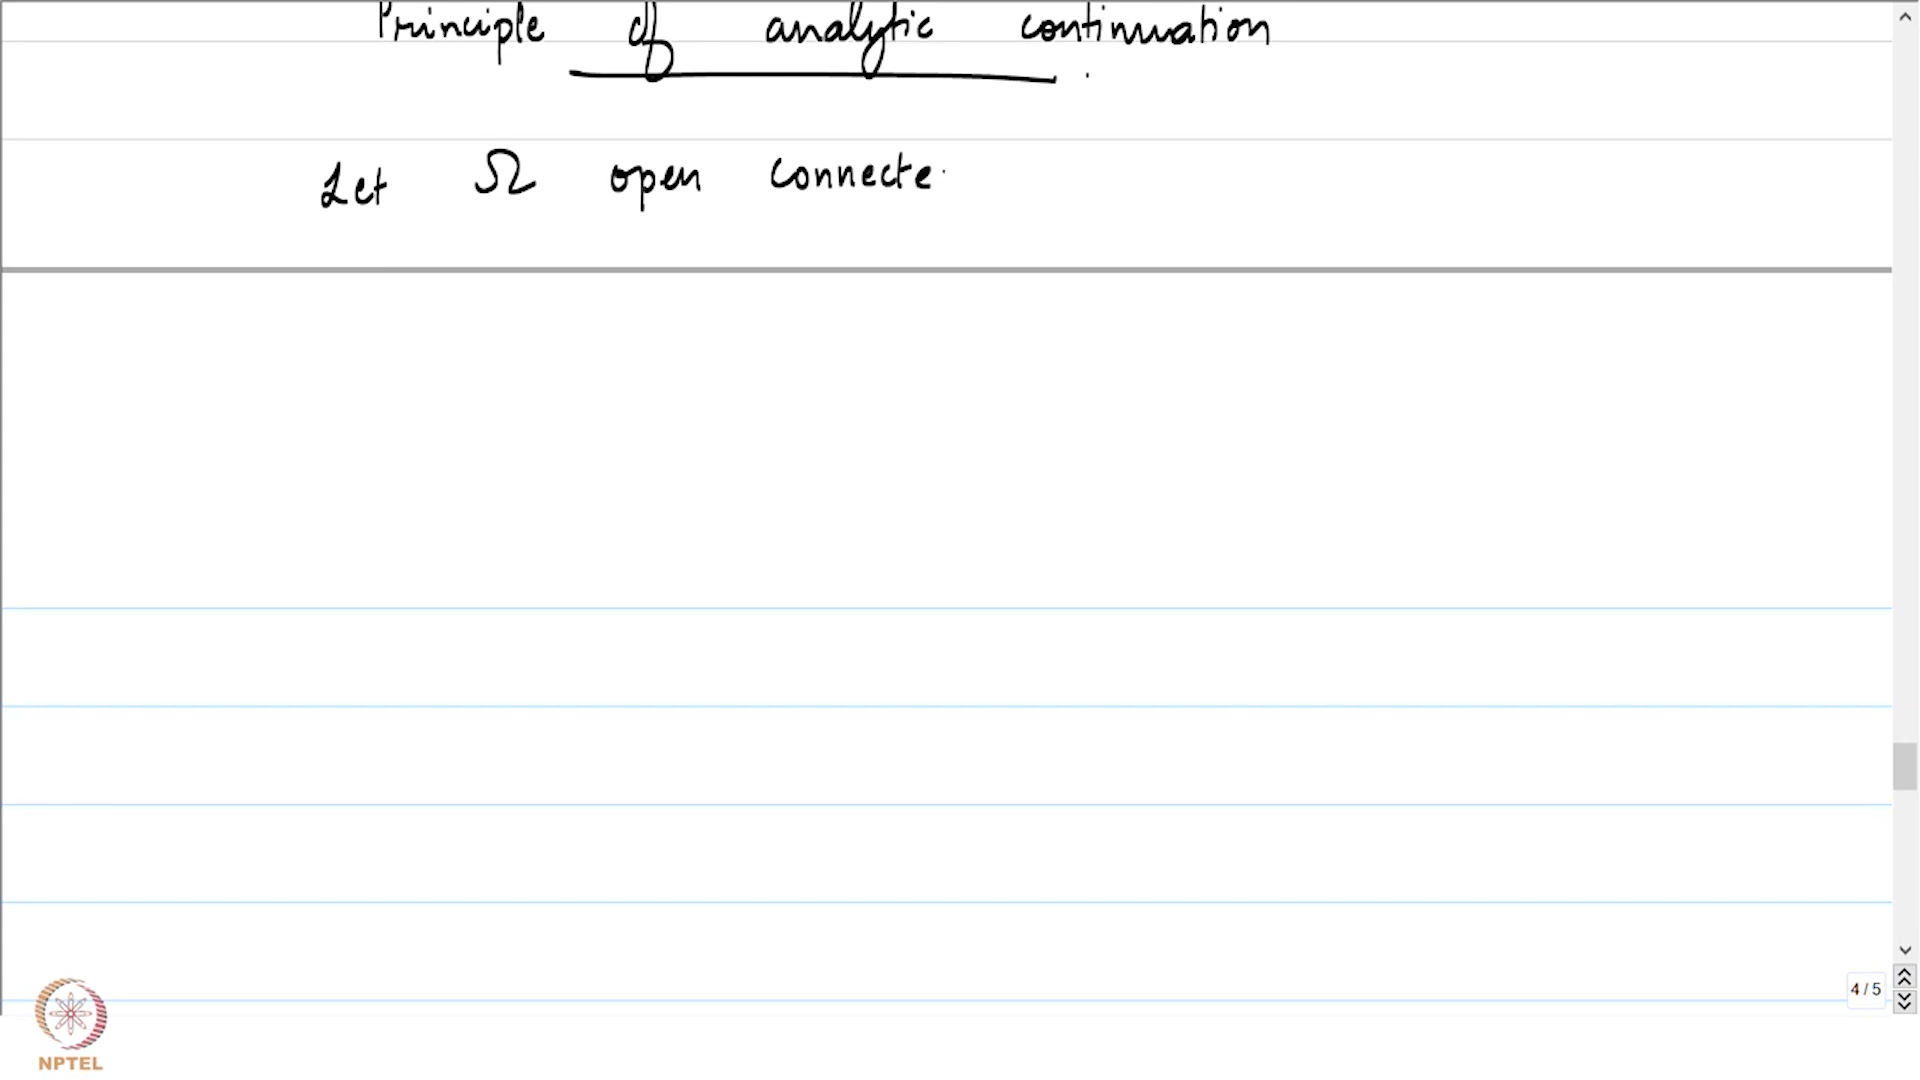 Principle of analytic continuation
Let Ω open connecte
4 / 5
NPTEL